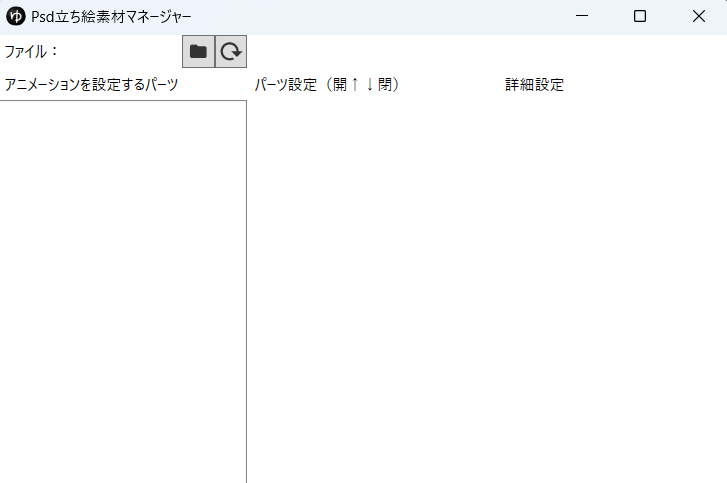 ゆ Psd立ち絵素材マネージャー
ファイル：
アニメーションを設定するパーツ パーツ設定（開↑↓閉） 詳細設定